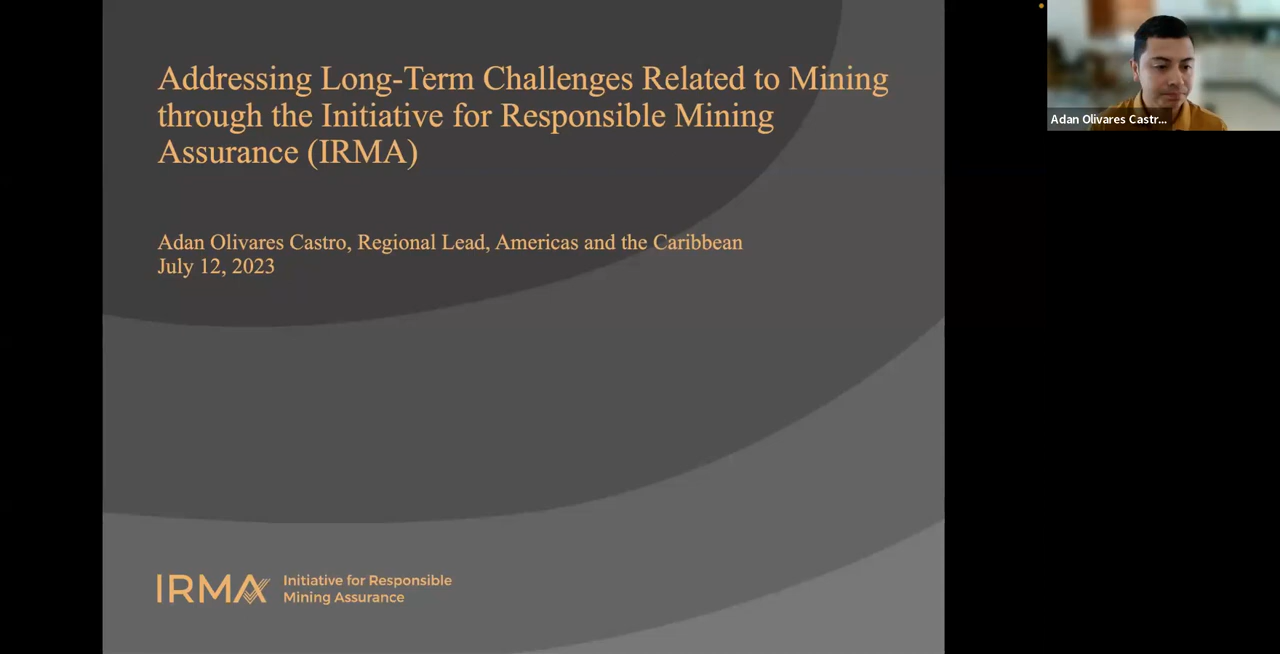 Addressing Long-Term Challenges Related to Mining
through the Initiative for Responsible Mining
Assurance (IRMA)
Adan Olivares Castro, Regional Lead, Americas and the Caribbean
July 12, 2023
IRMA
Initiative for Responsible
Mining Assurance
Adan Olivares Castr...